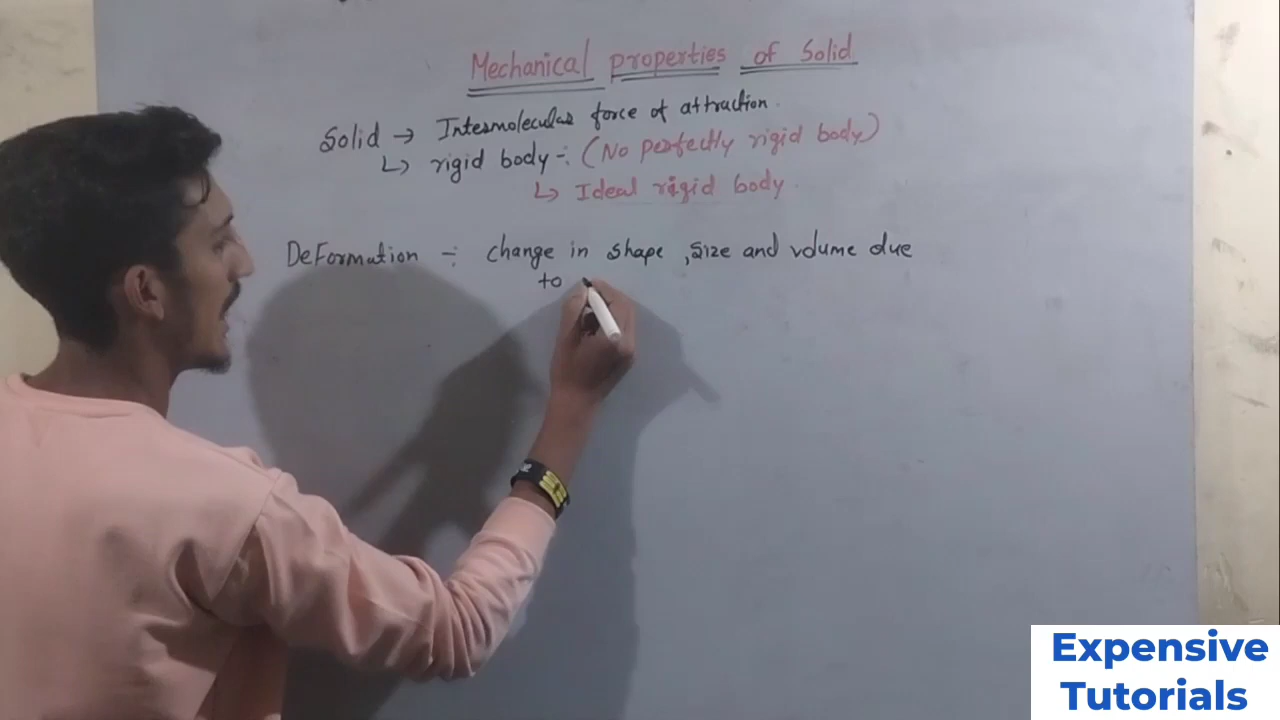 Mechanical properties of Solid
Solid → Intermolecular force of attraction.
↳ rigid body ÷ (No perfectly rigid body)
↳ Ideal rigid body.
Deformation ÷ change in shape, size and volume due
to
Expensive
Tutorials